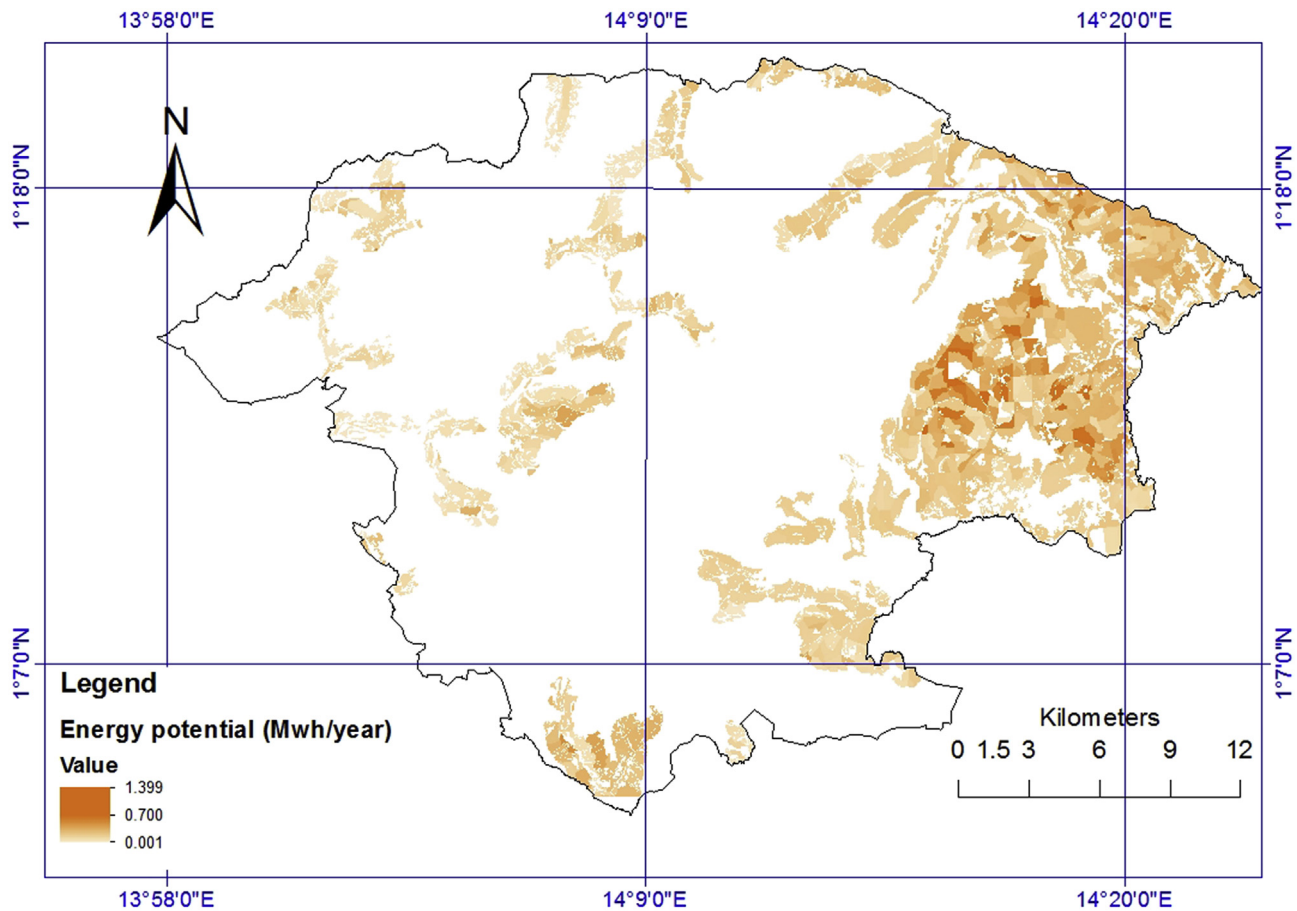 13°58'0"E 14°9'0"E 14°20'0"E
N
1°18'0"N 1°18'0"N
1°7'0"N 1°7'0"N
Legend
Energy potential (Mwh/year)
Value
1.399
0.700
0.001
Kilometers
0 1.5 3 6 9 12
13°58'0"E 14°9'0"E 14°20'0"E